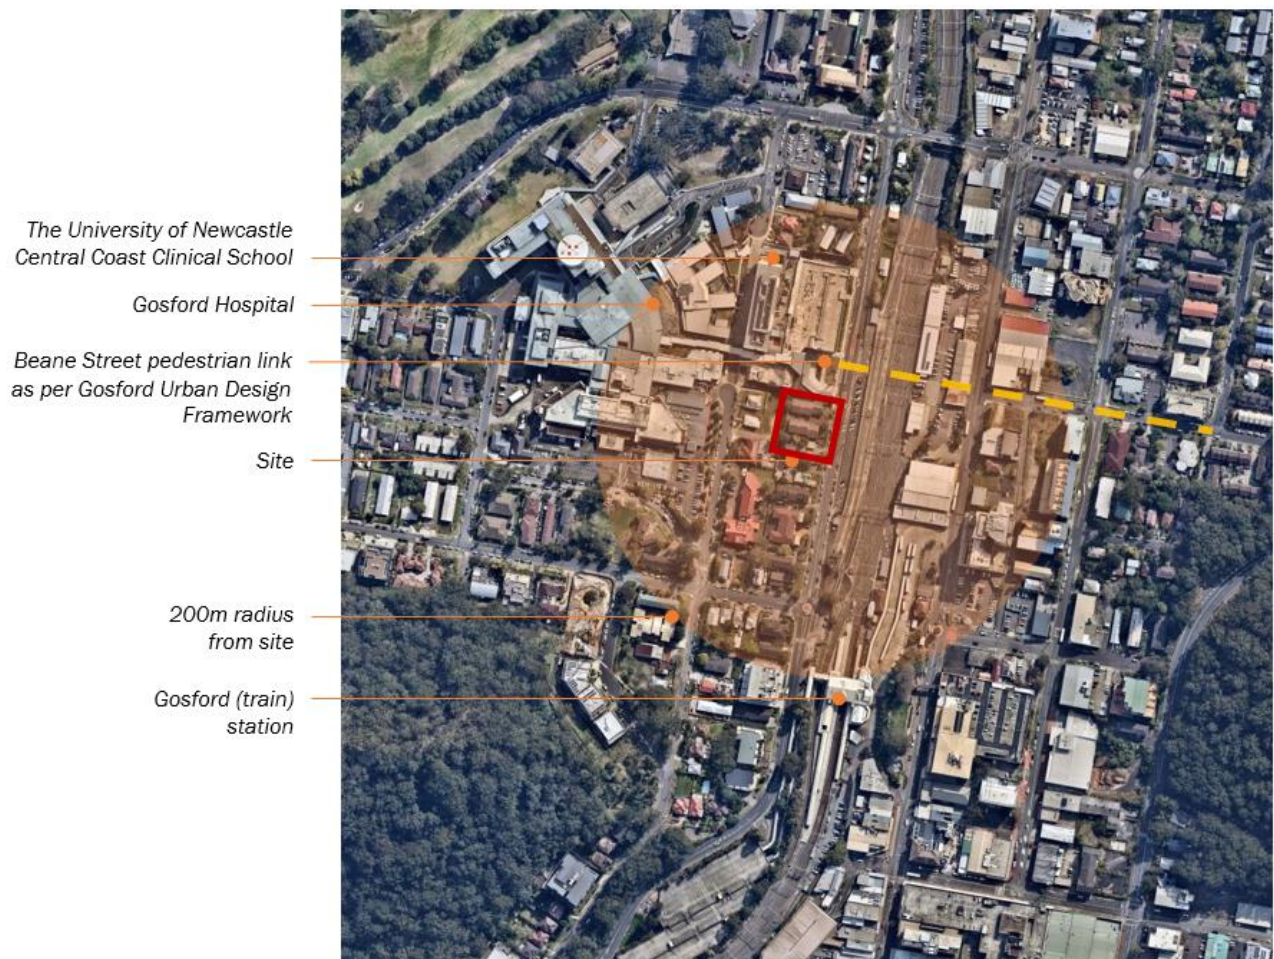 The University of Newcastle
Central Coast Clinical School
Gosford Hospital
Beane Street pedestrian link
as per Gosford Urban Design
Framework
Site
200m radius
from site
Gosford (train)
station